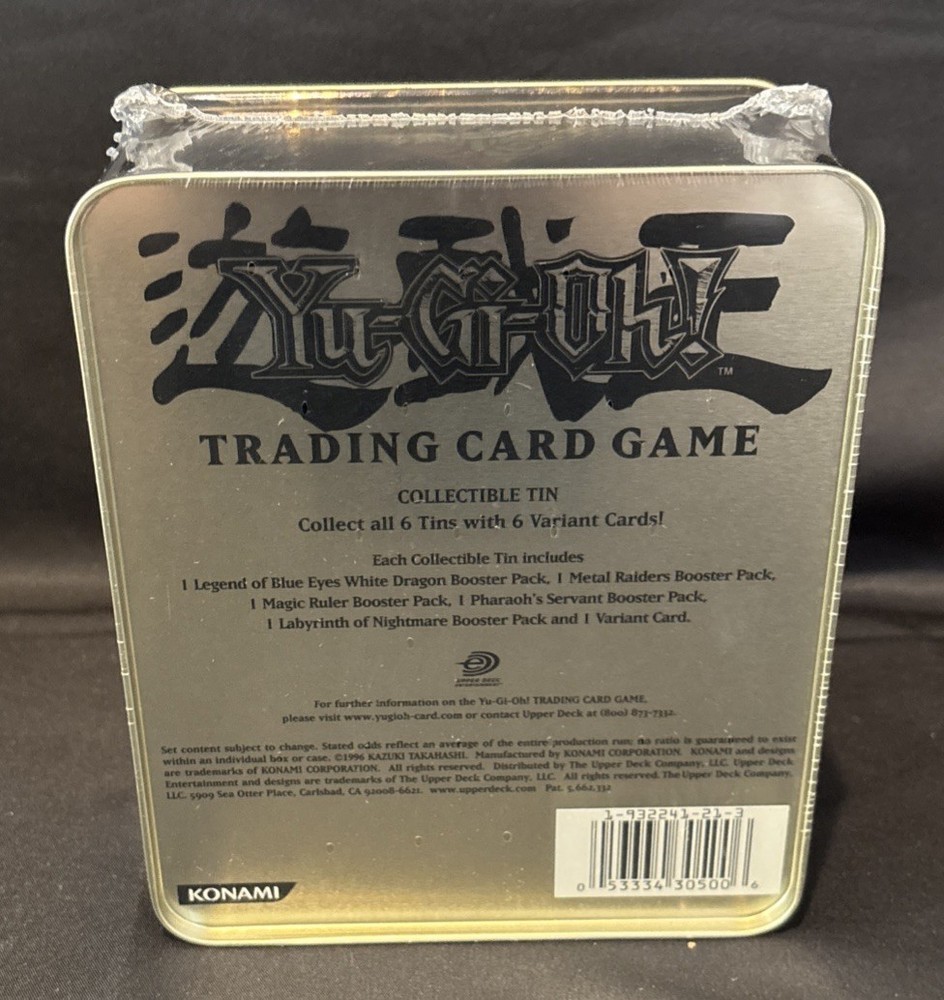 遊戯王
Yu-Gi-Oh!
TM
TRADING CARD GAME
COLLECTIBLE TIN
Collect all 6 Tins with 6 Variant Cards!
Each Collectible Tin includes
1 Legend of Blue Eyes White Dragon Booster Pack, 1 Metal Raiders Booster Pack,
1 Magic Ruler Booster Pack, 1 Pharaoh's Servant Booster Pack,
1 Labyrinth of Nightmare Booster Pack and 1 Variant Card.
UPPER DECK
ENTERTAINMENT
For further information on the Yu-Gi-Oh! TRADING CARD GAME,
please visit www.yugioh-card.com or contact Upper Deck at (800) 873-7332.
Set content subject to change. Stated odds reflect an average of the entire production run; no ratio is guaranteed to exist
within an individual box or case. ©1996 KAZUKI TAKAHASHI. Manufactured by KONAMI CORPORATION. KONAMI and designs
are trademarks of KONAMI CORPORATION. All rights reserved. Distributed by The Upper Deck Company, LLC. Upper Deck
Entertainment and designs are trademarks of The Upper Deck Company, LLC. All rights reserved. The Upper Deck Company,
LLC. 5909 Sea Otter Place, Carlsbad, CA 92008-6621. www.upperdeck.com Pat. 5,662,332
1-932241-21-3
0 53334 30500 6
KONAMI